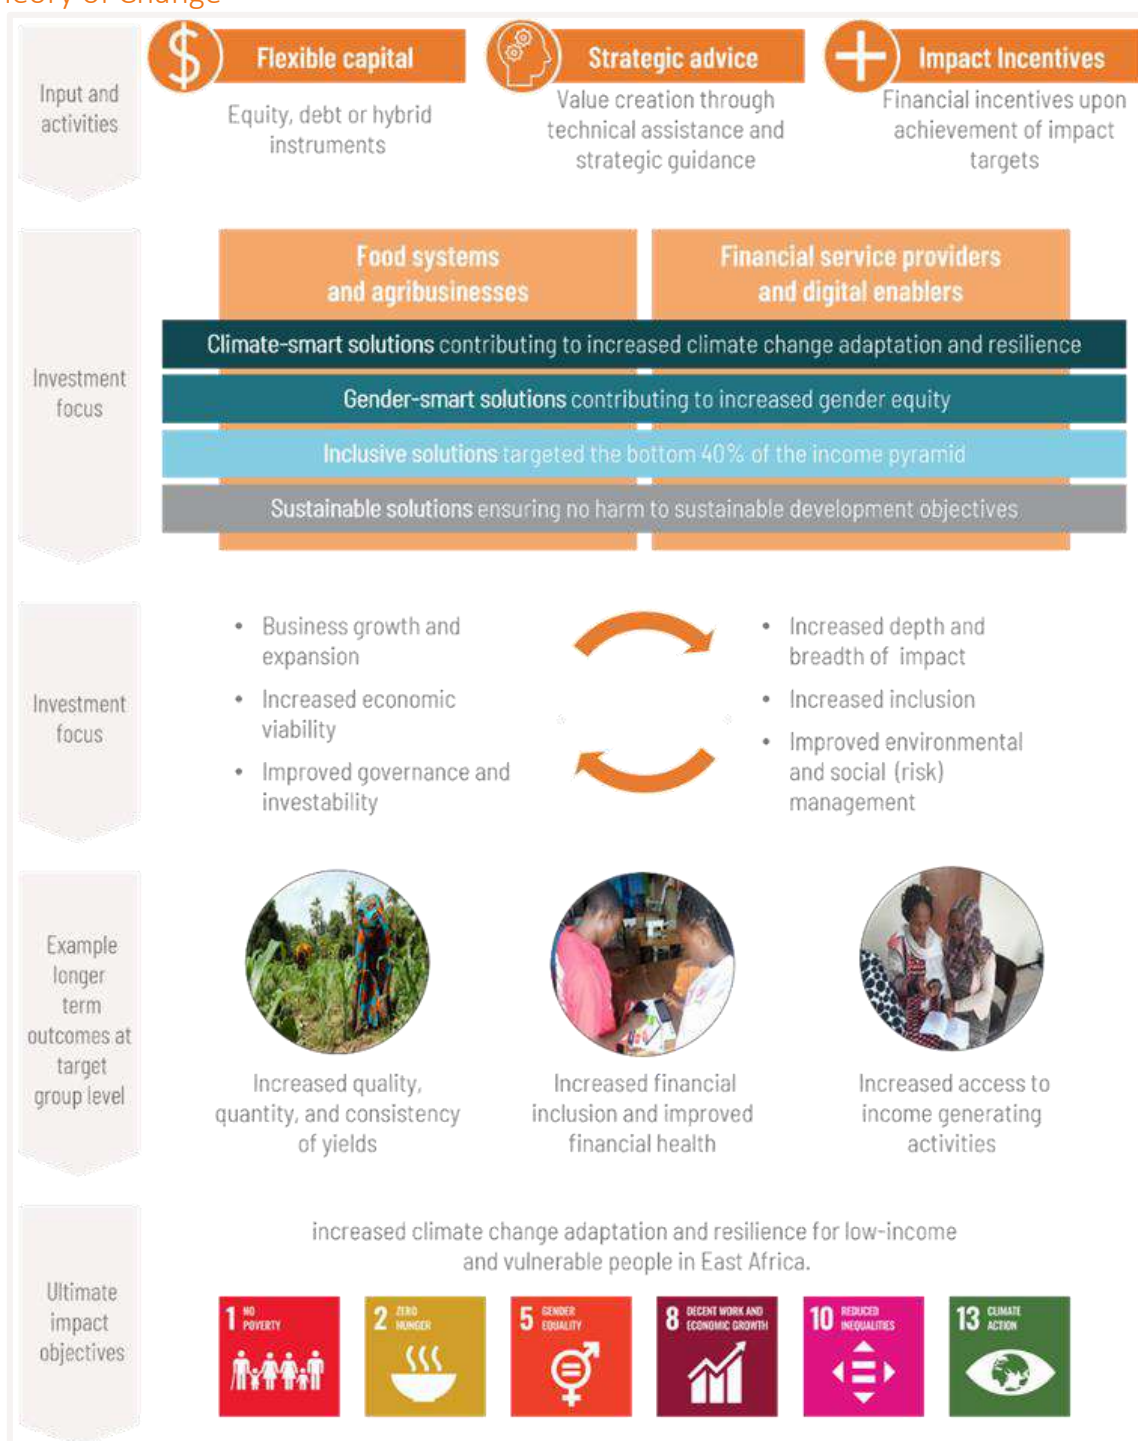 eory of Change
Input and
activities
Flexible capital
Equity, debt or hybrid
instruments
Strategic advice
Value creation through
technical assistance and
strategic guidance
Impact Incentives
Financial incentives upon
achievement of impact
targets
Investment
focus
Food systems
and agribusinesses
Financial service providers
and digital enablers
Climate-smart solutions contributing to increased climate change adaptation and resilience
Gender-smart solutions contributing to increased gender equity
Inclusive solutions targeted the bottom 40% of the income pyramid
Sustainable solutions ensuring no harm to sustainable development objectives
Investment
focus
• Business growth and
expansion
• Increased economic
viability
• Improved governance and
investability
• Increased depth and
breadth of impact
• Increased inclusion
• Improved environmental
and social (risk)
management
Example
longer
term
outcomes at
target
group level
Increased quality,
quantity, and consistency
of yields
Increased financial
inclusion and improved
financial health
Increased access to
income generating
activities
Ultimate
impact
objectives
increased climate change adaptation and resilience for low-income
and vulnerable people in East Africa.
1 NO
POVERTY
2 ZERO
HUNGER
5 GENDER
EQUALITY
8 DECENT WORK AND
ECONOMIC GROWTH
10 REDUCED
INEQUALITIES
13 CLIMATE
ACTION